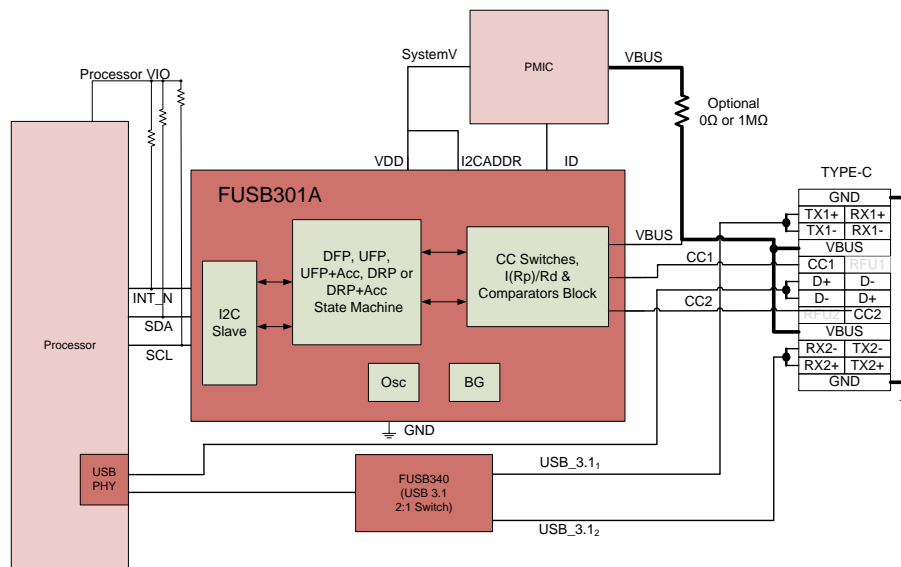 SystemV
PMIC
VBUS
Processor VIO
Optional
0Ω or 1MΩ
VDD
I2CADDR
ID
TYPE-C
FUSB301A
GND
TX1+ RX1+
TX1- RX1-
VBUS
VBUS
CC1
CC1 RFU1
DFP, UFP,
UFP+Acc, DRP or
DRP+Acc
State Machine
CC Switches,
I(Rp)/Rd &
Comparators Block
D+ D-
D- D+
CC2
RFU2 CC2
INT_N
I2C
Slave
SDA
VBUS
Processor
SCL
RX2- TX2-
RX2+ TX2+
GND
Osc
BG
GND
USB
PHY
FUSB340
(USB 3.1
2:1 Switch)
USB_3.1₁
USB_3.1₂